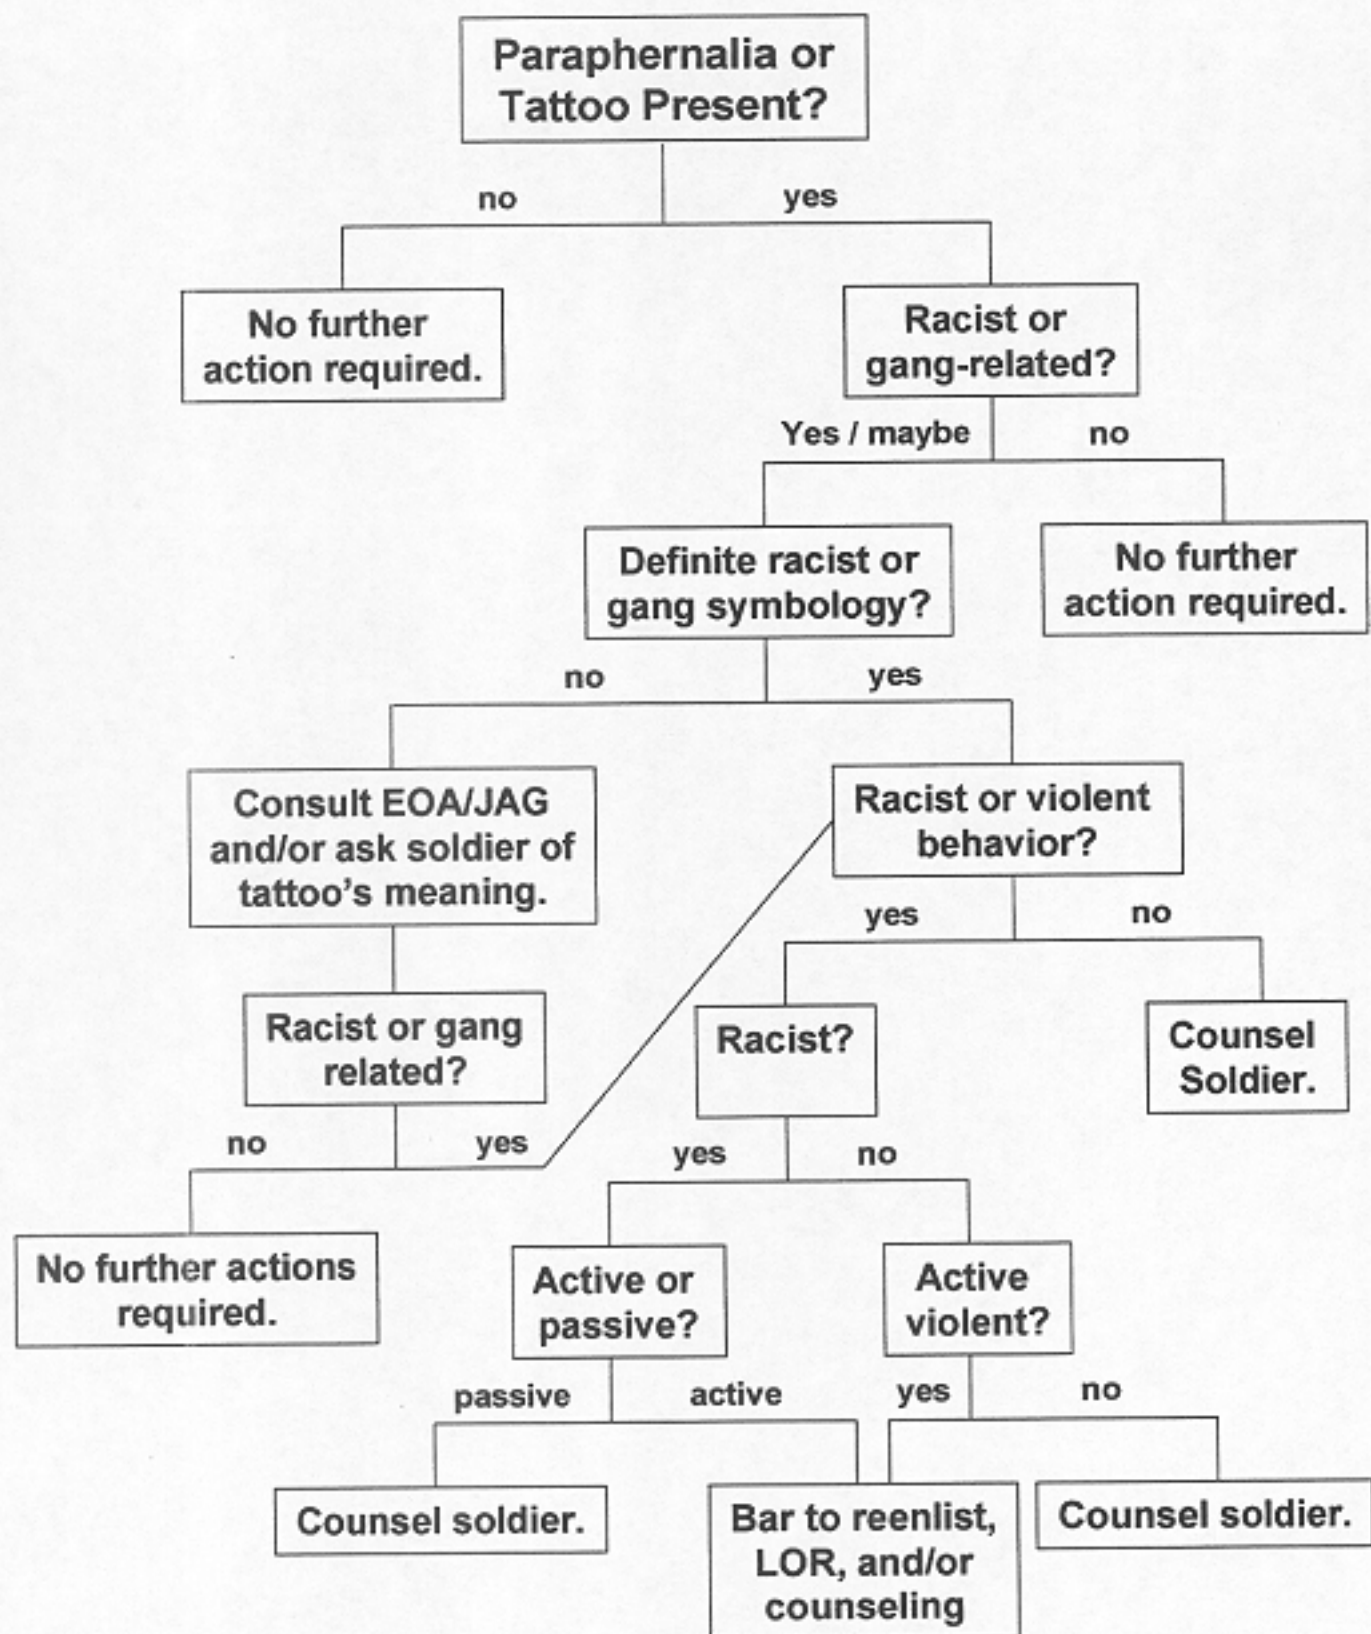 Paraphernalia or
Tattoo Present?
no
yes
No further
action required.
Racist or
gang-related?
Yes / maybe
no
Definite racist or
gang symbology?
No further
action required.
no
yes
Consult EOA/JAG
and/or ask soldier of
tattoo's meaning.
Racist or violent
behavior?
yes
no
Racist or gang
related?
Racist?
Counsel
Soldier.
no
yes
yes
no
No further actions
required.
Active or
passive?
Active
violent?
passive
active
yes
no
Counsel soldier.
Bar to reenlist,
LOR, and/or
counseling
Counsel soldier.